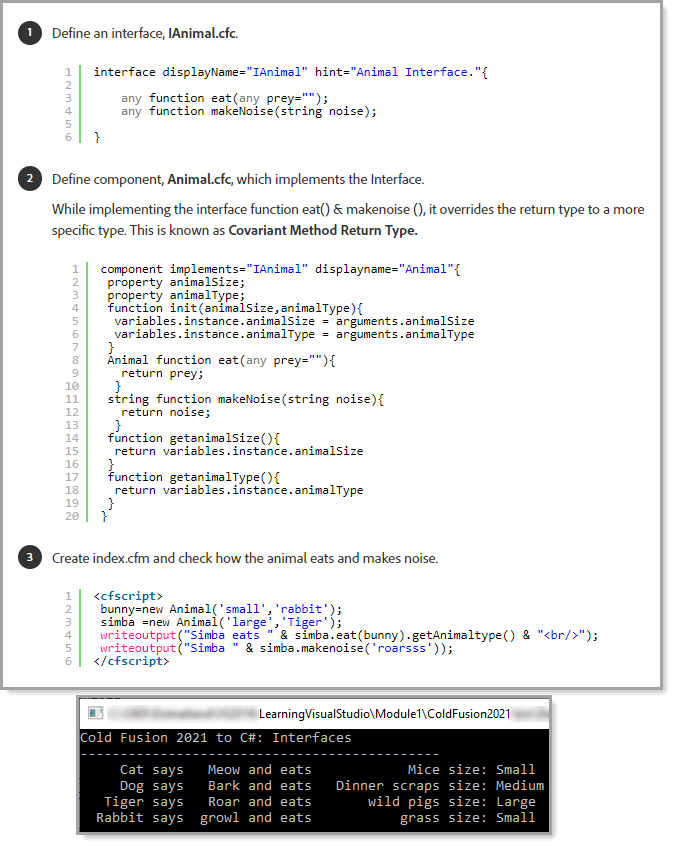 1 Define an interface, IAnimal.cfc.
1 interface displayName="IAnimal" hint="Animal Interface."{
2
3 any function eat(any prey="");
4 any function makeNoise(string noise);
5
6 }
2 Define component, Animal.cfc, which implements the Interface.
While implementing the interface function eat() & makenoise (), it overrides the return type to a more
specific type. This is known as Covariant Method Return Type.
1 component implements="IAnimal" displayname="Animal"{
2 property animalSize;
3 property animalType;
4 function init(animalSize,animalType){
5 variables.instance.animalSize = arguments.animalSize
6 variables.instance.animalType = arguments.animalType
7 }
8 Animal function eat(any prey=""){
9 return prey;
10 }
11 string function makeNoise(string noise){
12 return noise;
13 }
14 function getanimalSize(){
15 return variables.instance.animalSize
16 }
17 function getanimalType(){
18 return variables.instance.animalType
19 }
20 }
3 Create index.cfm and check how the animal eats and makes noise.
1 <cfscript>
2 bunny=new Animal('small','rabbit');
3 simba =new Animal('large','Tiger');
4 writeoutput("Simba eats " & simba.eat(bunny).getAnimaltype() & "<br/>");
5 writeoutput("Simba " & simba.makenoise('roarsss'));
6 </cfscript>
LearningVisualStudio\Module1\ColdFusion2021
Cold Fusion 2021 to C#: Interfaces
---------------------------------------------
Cat says Meow and eats Mice size: Small
Dog says Bark and eats Dinner scraps size: Medium
Tiger says Roar and eats wild pigs size: Large
Rabbit says growl and eats grass size: Small